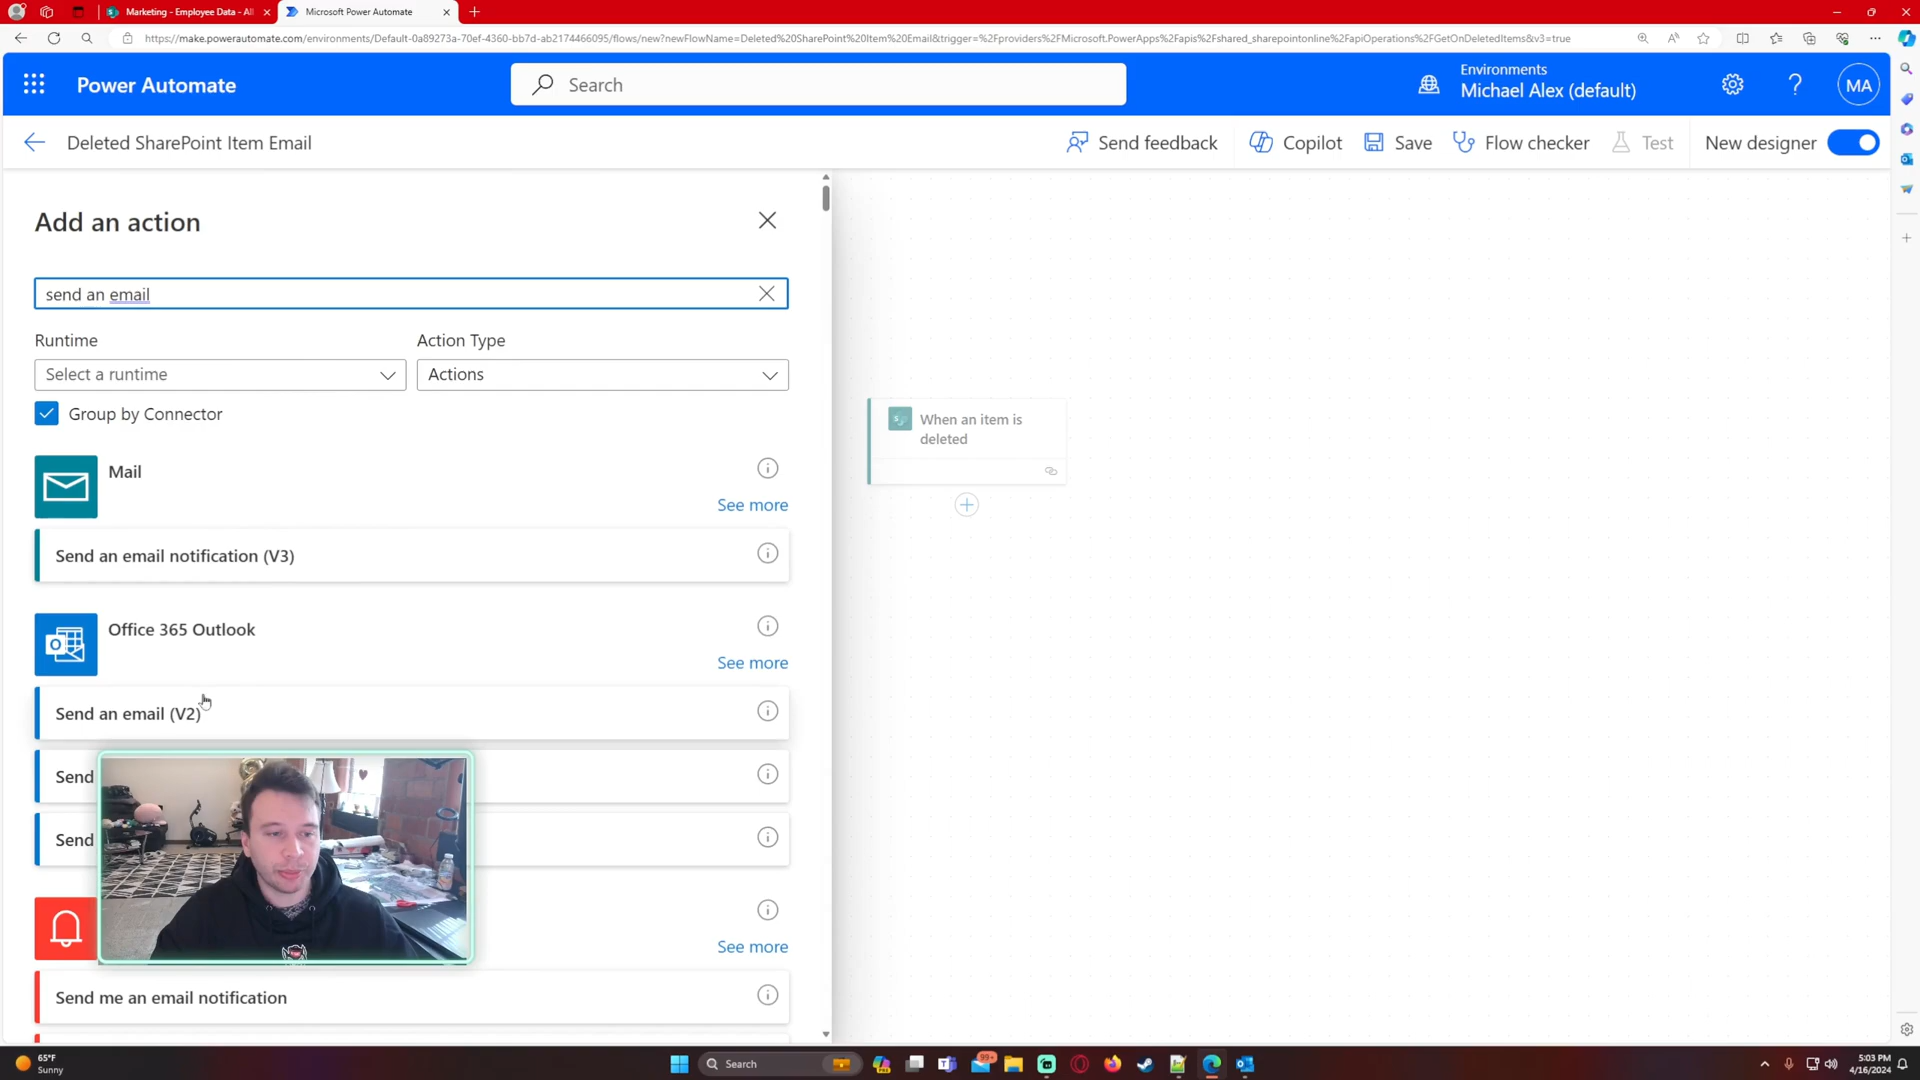 Marketing - Employee Data - All
Microsoft Power Automate
https://make.powerautomate.com/environments/Default-0a89273a-70ef-4360-bb7d-ab2174466095/flows/new?newFlowName=Deleted%20SharePoint%20Item%20Email&trigger=%2Fproviders%2FMicrosoft.PowerApps%2Fapis%2Fshared_sharepointonline%2FapiOperations%2FGetOnDeletedItems&v3=true
Power Automate
Search
Environments
Michael Alex (default)
MA
Deleted SharePoint Item Email
Send feedback
Copilot
Save
Flow checker
Test
New designer
Add an action
send an email
Runtime
Action Type
Select a runtime
Actions
Group by Connector
When an item is
deleted
Mail
See more
Send an email notification (V3)
Office 365 Outlook
See more
Send an email (V2)
Send
Send
See more
Send me an email notification
65°F
Sunny
Search
99+
5:03 PM
4/16/2024